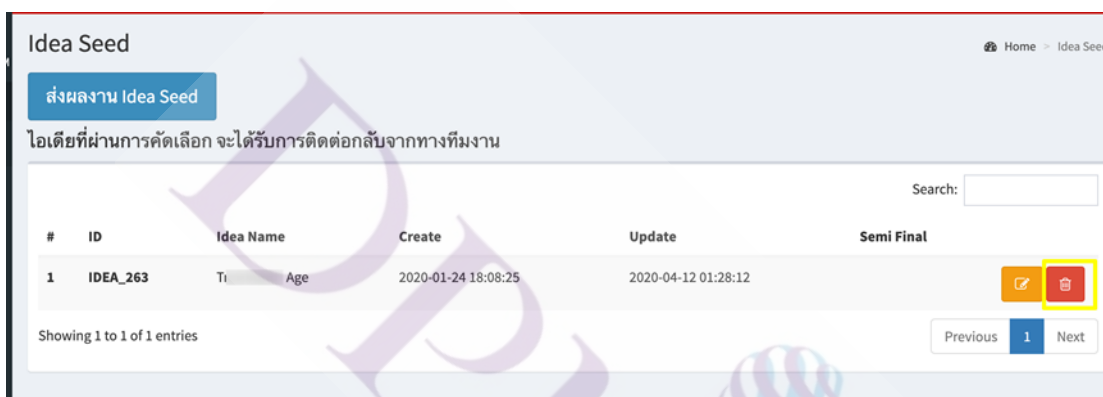 Idea Seed
Home > Idea See
ส่งผลงาน Idea Seed
ไอเดียที่ผ่านการคัดเลือก จะได้รับการติดต่อกลับจากทางทีมงาน
Search:
# ID Idea Name Create Update Semi Final
1 IDEA_263 Age 2020-01-24 18:08:25 2020-04-12 01:28:12
Showing 1 to 1 of 1 entries
Previous 1 Next